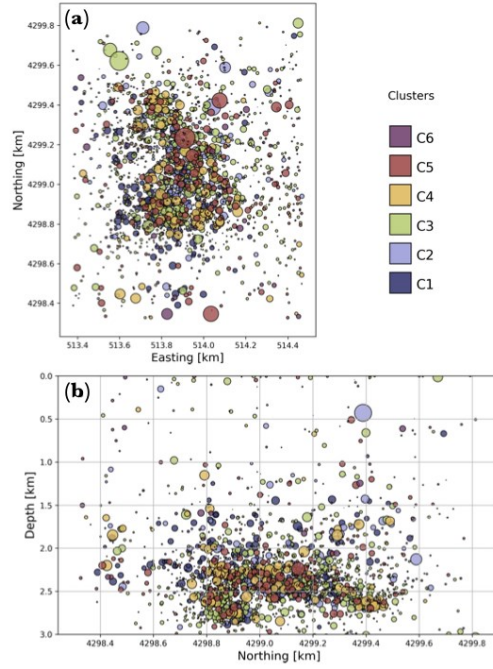 (a)
4299.8
4299.6
4299.4
4299.2
4299.0
4298.8
4298.6
4298.4
Northing [km]
513.4 513.6 513.8 514.0 514.2 514.4
Easting [km]
Clusters
C6
C5
C4
C3
C2
C1
(b)
0.0
0.5
1.0
1.5
2.0
2.5
3.0
Depth [km]
4298.4 4298.6 4298.8 4299.0 4299.2 4299.4 4299.6 4299.8
Northing [km]